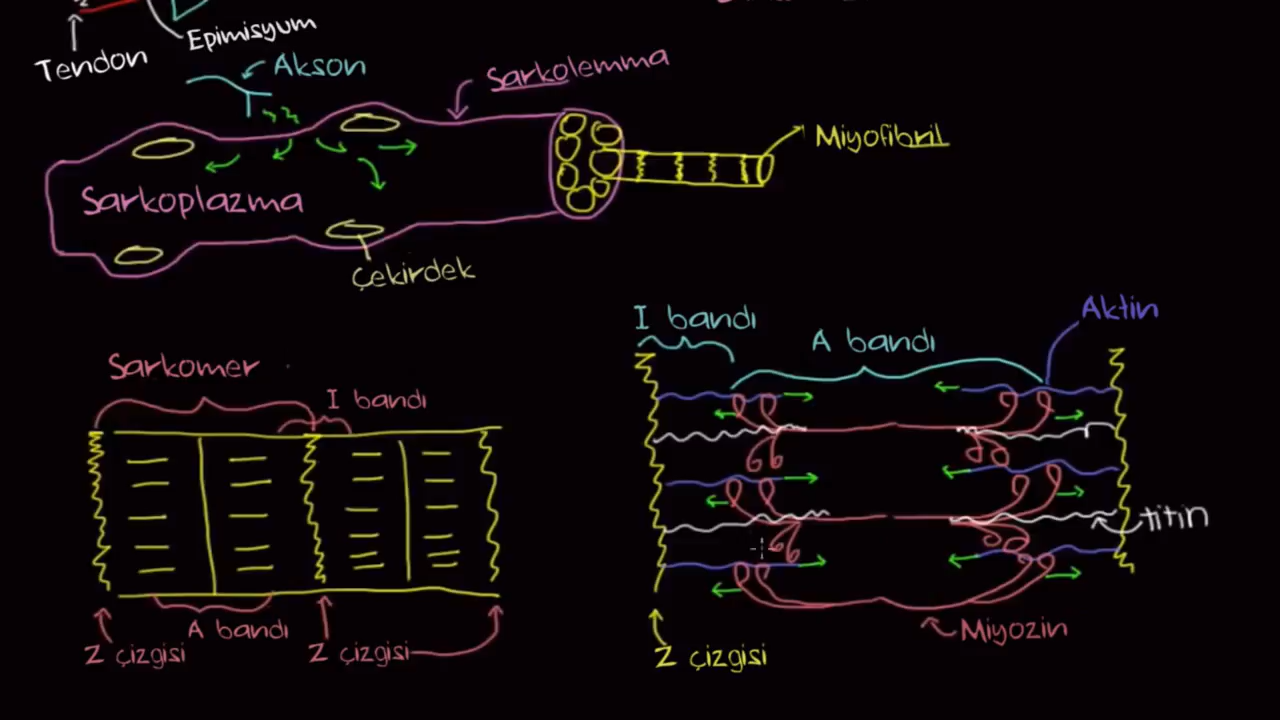 Epimisyum
Tendon
Akson
Sarkolemma
Miyofibril
Sarkoplazma
Çekirdek
I bandı
Aktin
A bandı
Sarkomer
I bandı
titin
A bandı
Z çizgisi
Z çizgisi
Miyozin
Z çizgisi